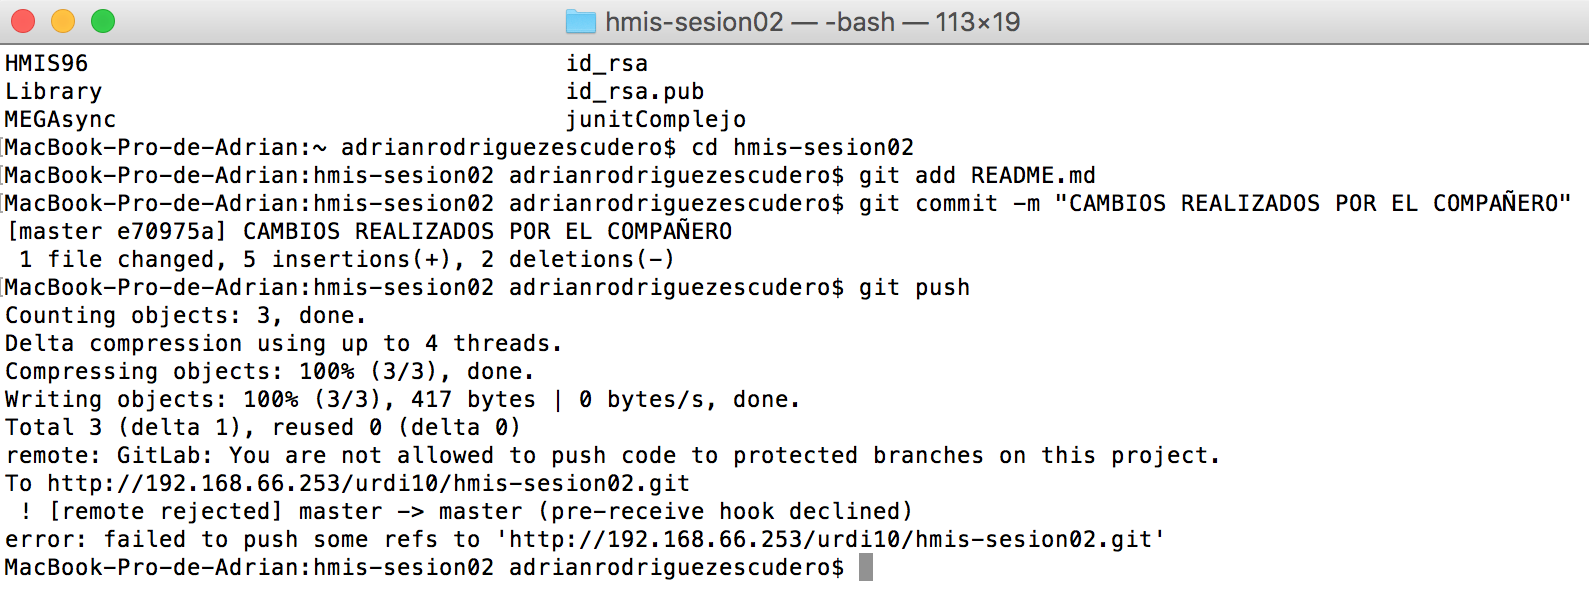 hmis-sesion02 — -bash — 113×19
HMIS96 id_rsa
Library id_rsa.pub
MEGAsync junitComplejo
[MacBook-Pro-de-Adrian:~ adrianrodriguezescudero$ cd hmis-sesion02
[MacBook-Pro-de-Adrian:hmis-sesion02 adrianrodriguezescudero$ git add README.md
[MacBook-Pro-de-Adrian:hmis-sesion02 adrianrodriguezescudero$ git commit -m "CAMBIOS REALIZADOS POR EL COMPAÑERO"
[master e70975a] CAMBIOS REALIZADOS POR EL COMPAÑERO
 1 file changed, 5 insertions(+), 2 deletions(-)
[MacBook-Pro-de-Adrian:hmis-sesion02 adrianrodriguezescudero$ git push
Counting objects: 3, done.
Delta compression using up to 4 threads.
Compressing objects: 100% (3/3), done.
Writing objects: 100% (3/3), 417 bytes | 0 bytes/s, done.
Total 3 (delta 1), reused 0 (delta 0)
remote: GitLab: You are not allowed to push code to protected branches on this project.
To http://192.168.66.253/urdi10/hmis-sesion02.git
 ! [remote rejected] master -> master (pre-receive hook declined)
error: failed to push some refs to 'http://192.168.66.253/urdi10/hmis-sesion02.git'
MacBook-Pro-de-Adrian:hmis-sesion02 adrianrodriguezescudero$